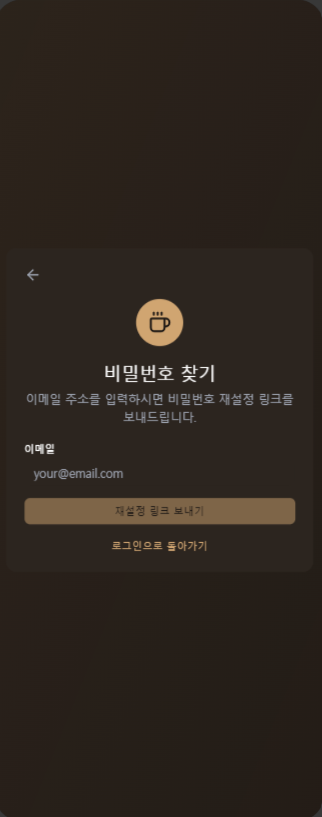 비밀번호 찾기
이메일 주소를 입력하시면 비밀번호 재설정 링크를
보내드립니다.
이메일
your@email.com
재설정 링크 보내기
로그인으로 돌아가기